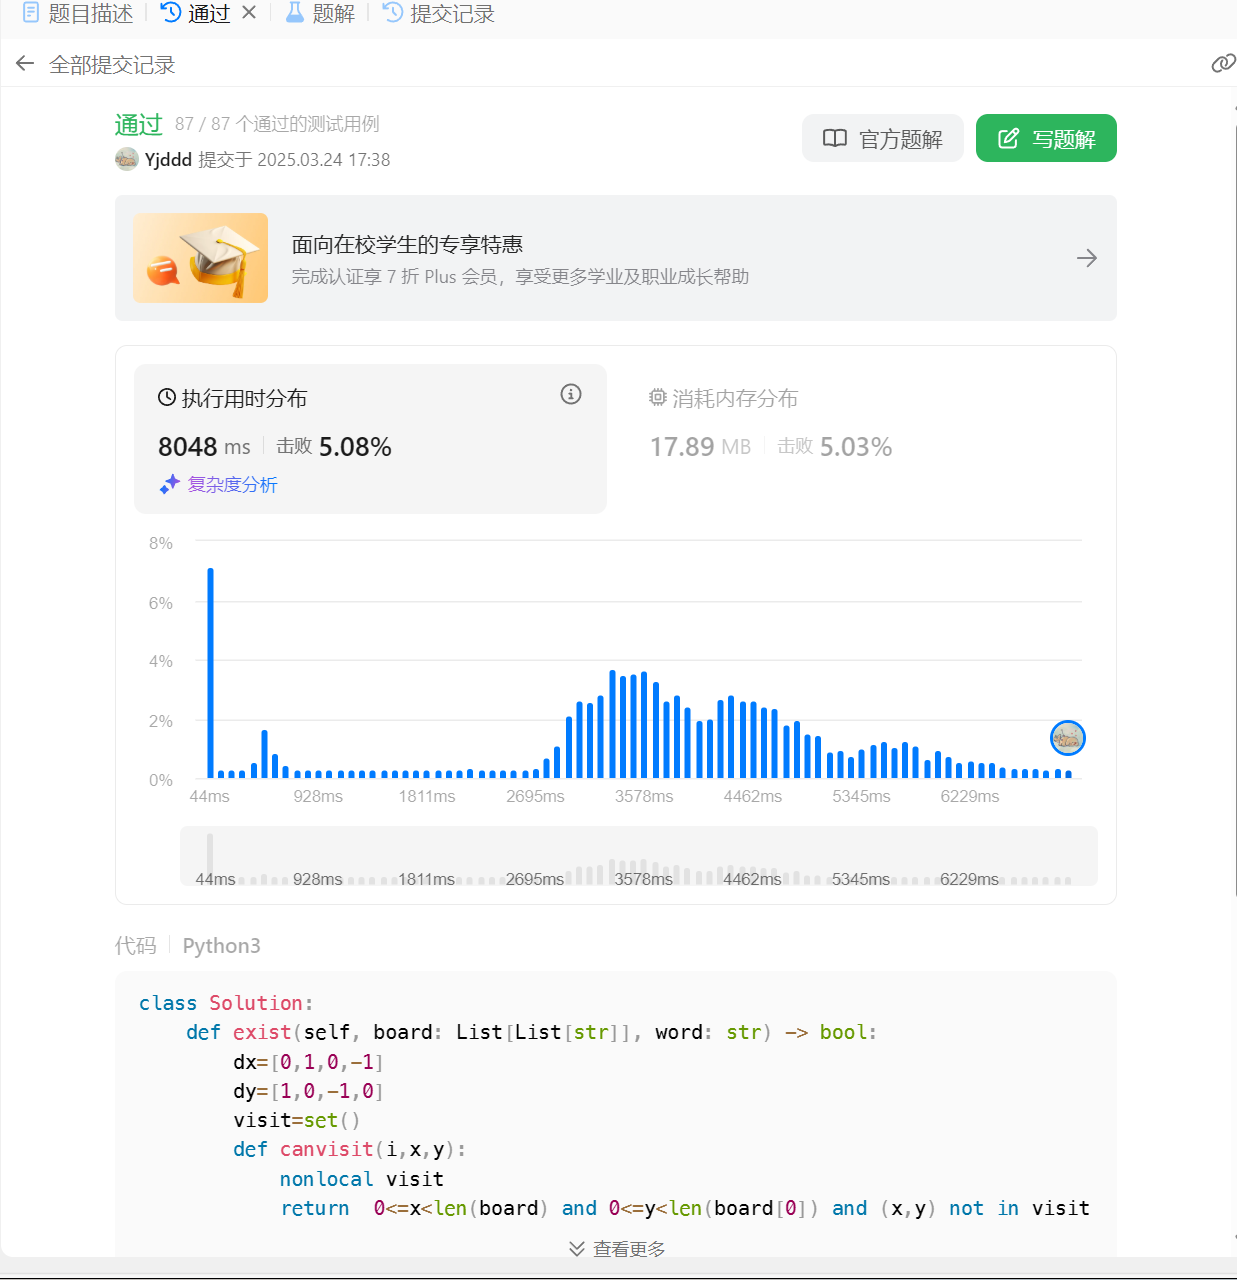 题目描述 通过 题解 提交记录
全部提交记录
通过 87 / 87 个通过的测试用例
Yjddd 提交于 2025.03.24 17:38
官方题解 写题解
面向在校学生的专享特惠
完成认证享 7 折 Plus 会员，享受更多学业及职业成长帮助
执行用时分布 消耗内存分布
8048 ms 击败 5.08% 17.89 MB 击败 5.03%
复杂度分析
8%
6%
4%
2%
0%
44ms 928ms 1811ms 2695ms 3578ms 4462ms 5345ms 6229ms
44ms 928ms 1811ms 2695ms 3578ms 4462ms 5345ms 6229ms
代码 Python3
class Solution:
    def exist(self, board: List[List[str]], word: str) -> bool:
        dx=[0,1,0,-1]
        dy=[1,0,-1,0]
        visit=set()
        def canvisit(i,x,y):
            nonlocal visit
            return  0<=x<len(board) and 0<=y<len(board[0]) and (x,y) not in visit
查看更多